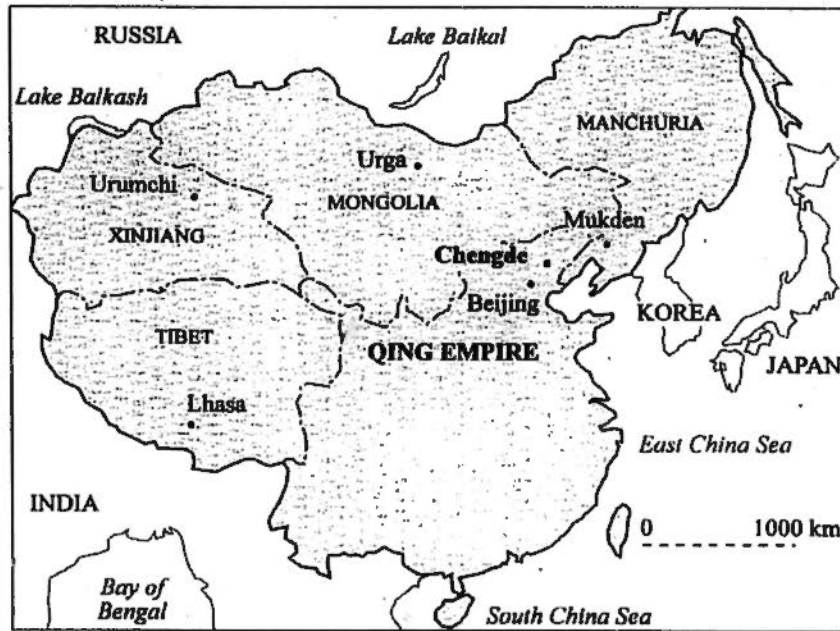 RUSSIA
Lake Baikal
Lake Balkash
MANCHURIA
Urga
Urumchi
MONGOLIA
XINJIANG
Mukden
Chengde
Beijing
KOREA
TIBET
QING EMPIRE
JAPAN
Lhasa
East China Sea
INDIA
0 1000 km
Bay of
Bengal
South China Sea